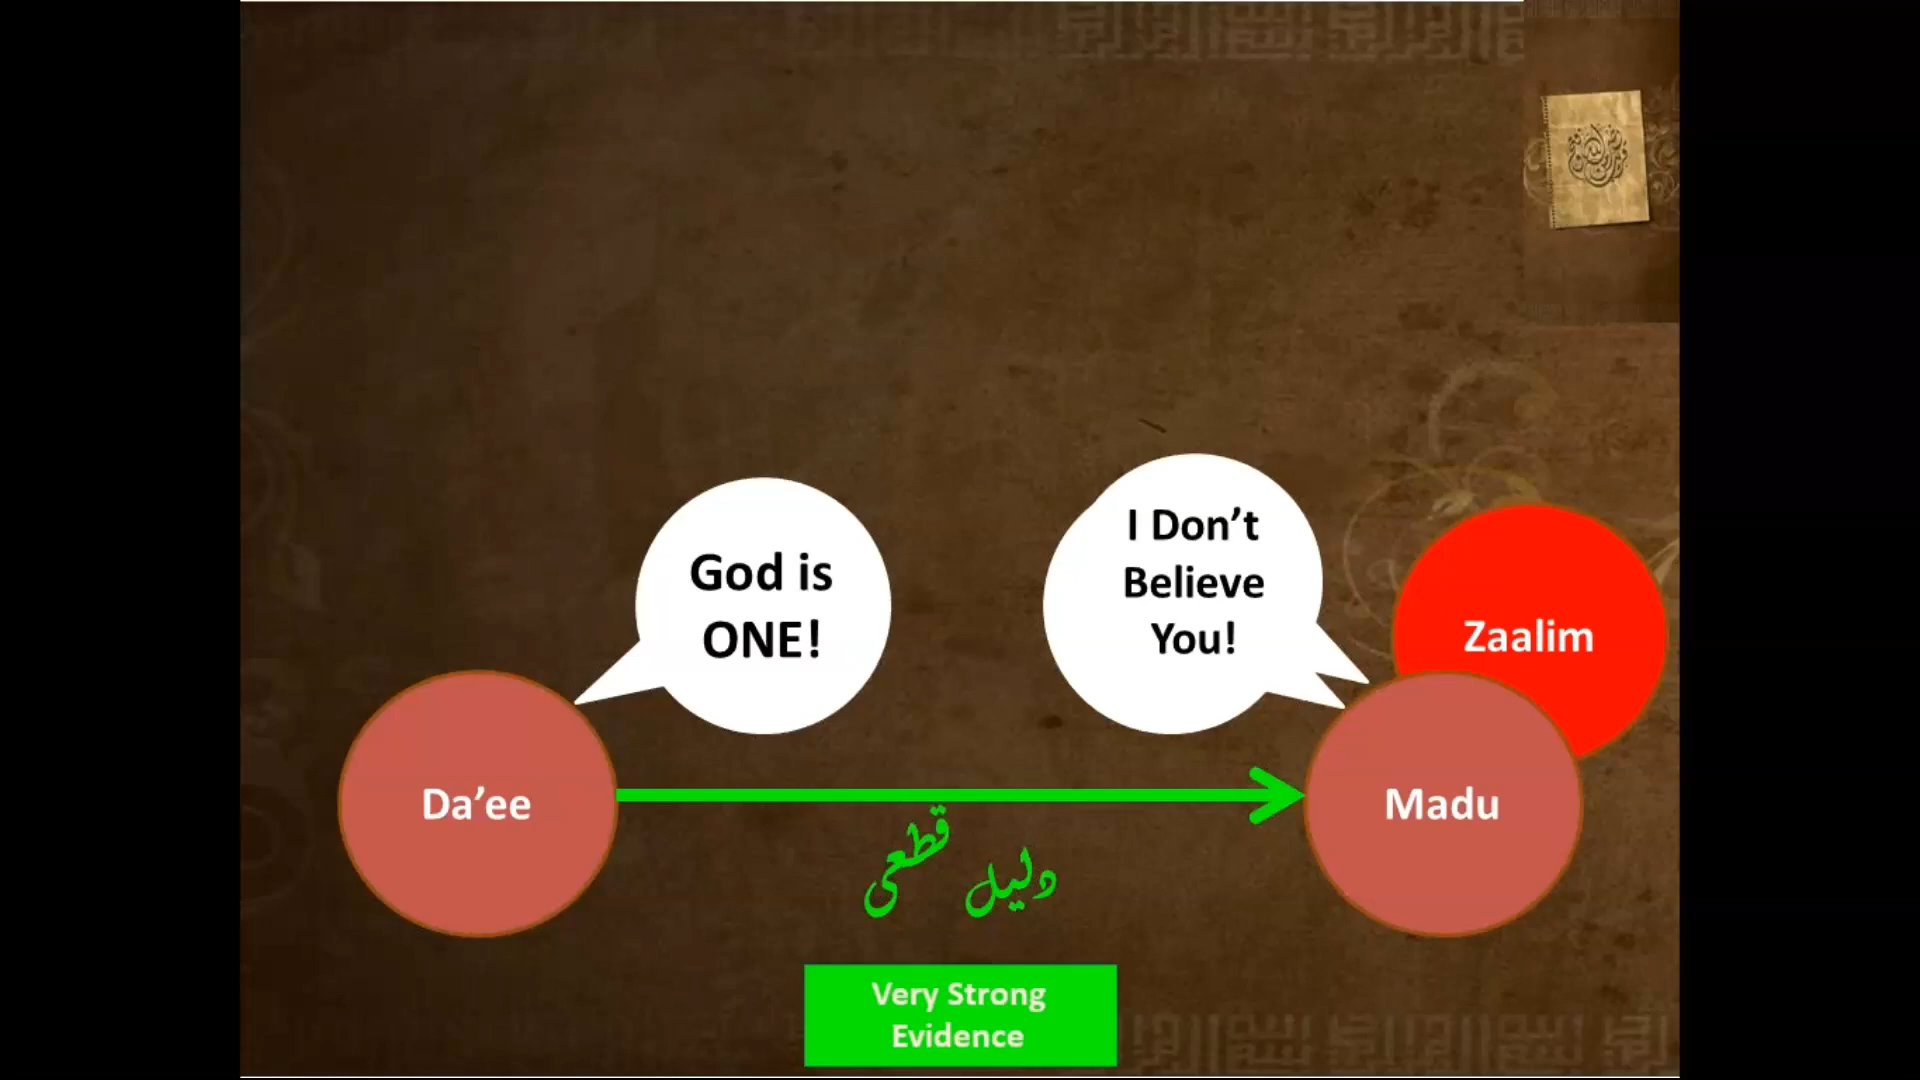 I Don’t
Believe
You!
God is
ONE!
Zaalim
Da’ee
Madu
دلیل قطعی
Very Strong
Evidence